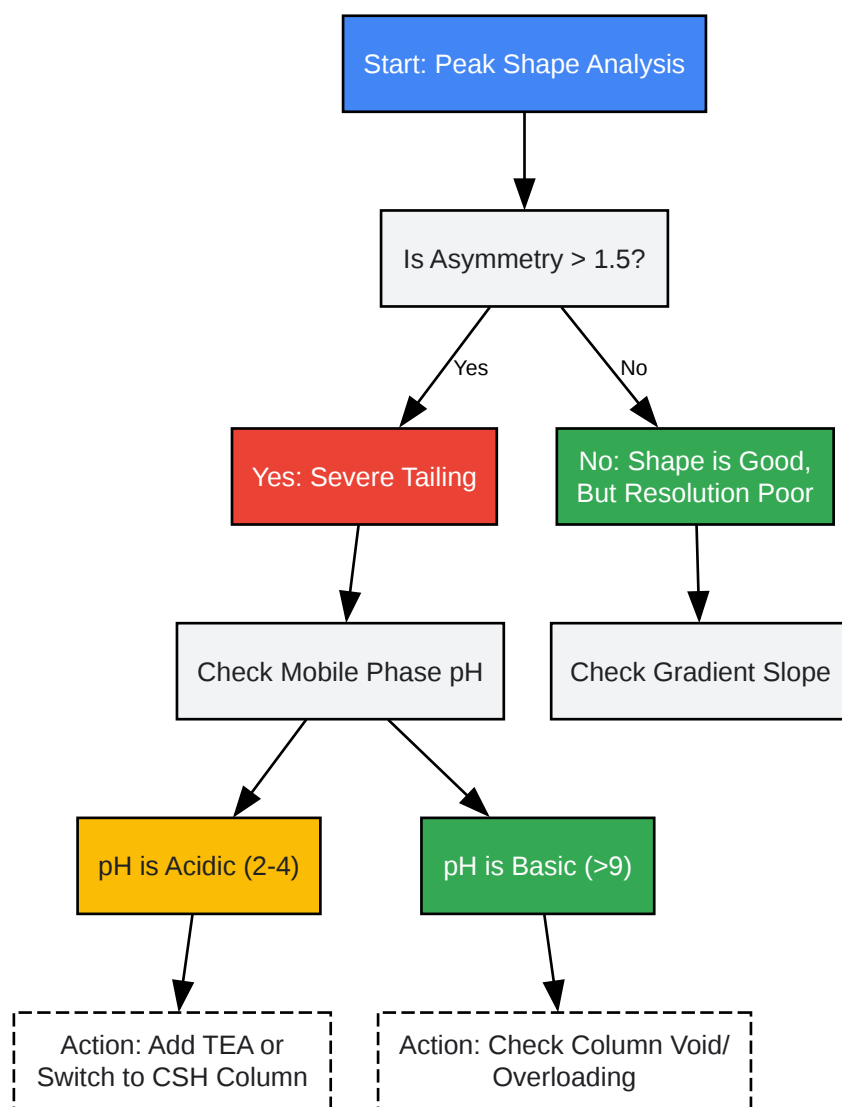 Start: Peak Shape Analysis
Is Asymmetry > 1.5?
Yes
No
Yes: Severe Tailing
No: Shape is Good,
But Resolution Poor
Check Mobile Phase pH
Check Gradient Slope
pH is Acidic (2-4)
pH is Basic (>9)
Action: Add TEA or
Switch to CSH Column
Action: Check Column Void/
Overloading